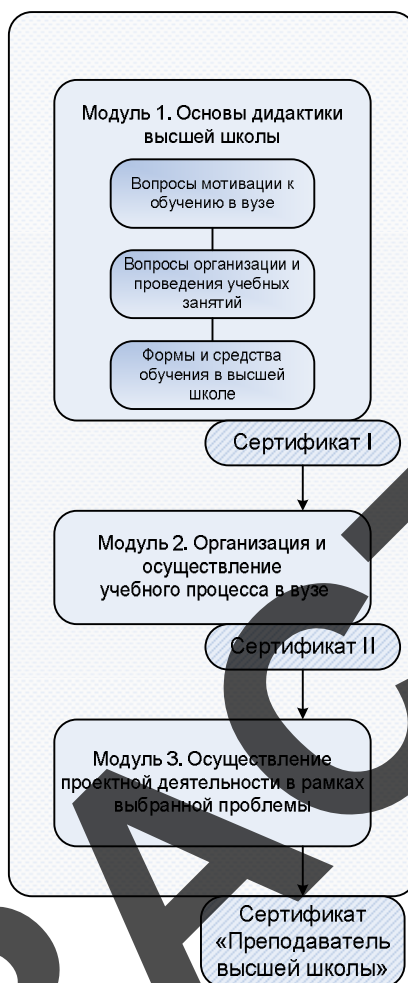 Модуль 1. Основы дидактики
высшей школы
Вопросы мотивации к
обучению в вузе
Вопросы организации и
проведения учебных
занятий
Формы и средства
обучения в высшей
школе
Сертификат I
Модуль 2. Организация и
осуществление
учебного процесса в вузе
Сертификат II
Модуль 3. Осуществление
проектной деятельности в рамках
выбранной проблемы
Сертификат
«Преподаватель
высшей школы»